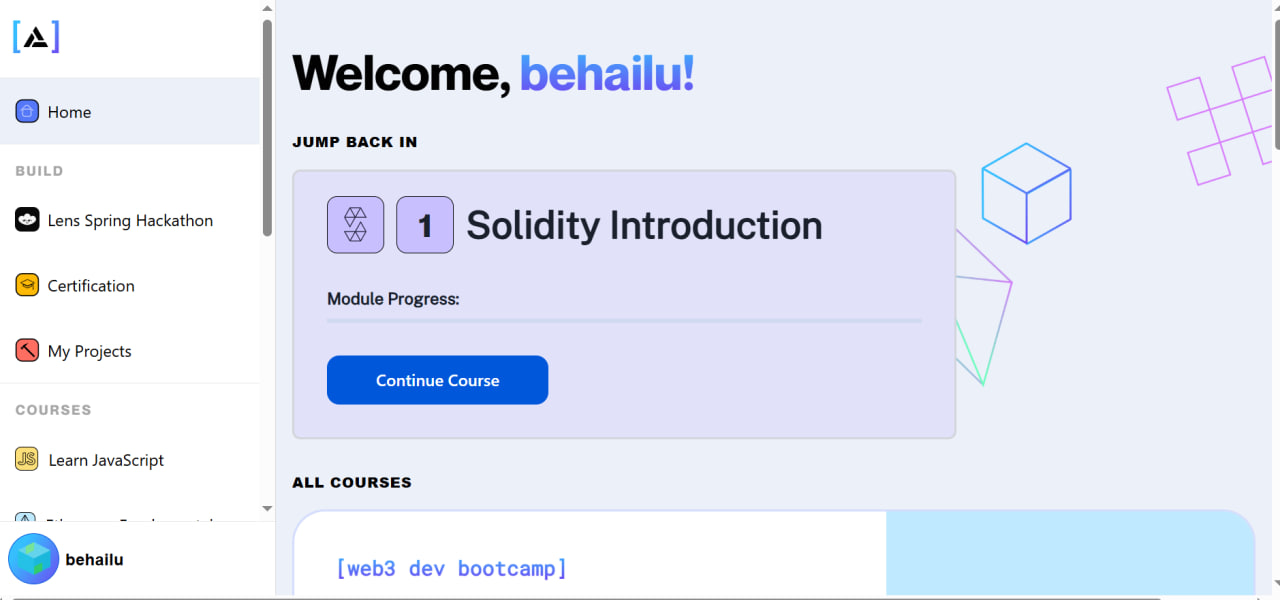 Home
BUILD
Lens Spring Hackathon
Certification
My Projects
COURSES
JS Learn JavaScript
behailu
Welcome, behailu!
JUMP BACK IN
1 Solidity Introduction
Module Progress:
Continue Course
ALL COURSES
[web3 dev bootcamp]